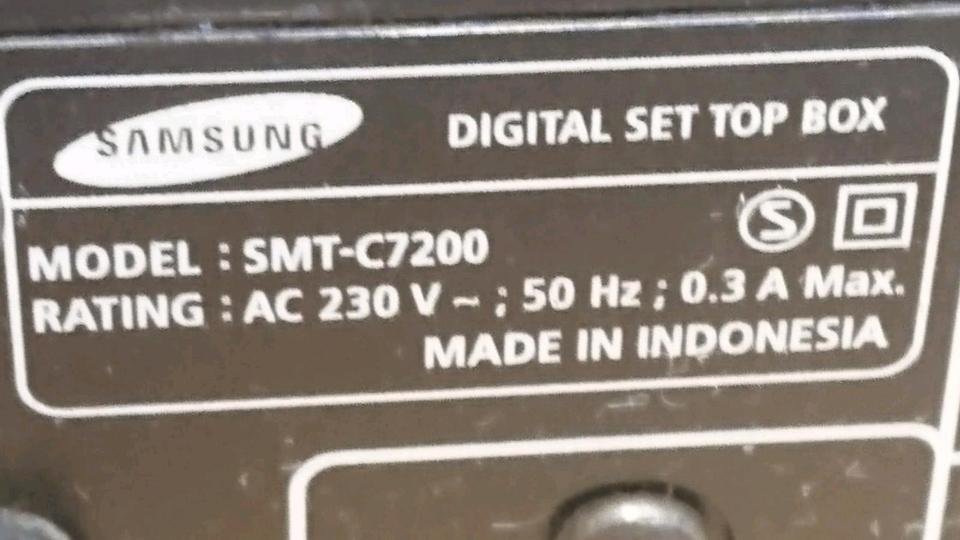 SAMSUNG DIGITAL SET TOP BOX
MODEL : SMT-C7200
S
RATING : AC 230 V ~ ; 50 Hz ; 0.3 A Max.
MADE IN INDONESIA